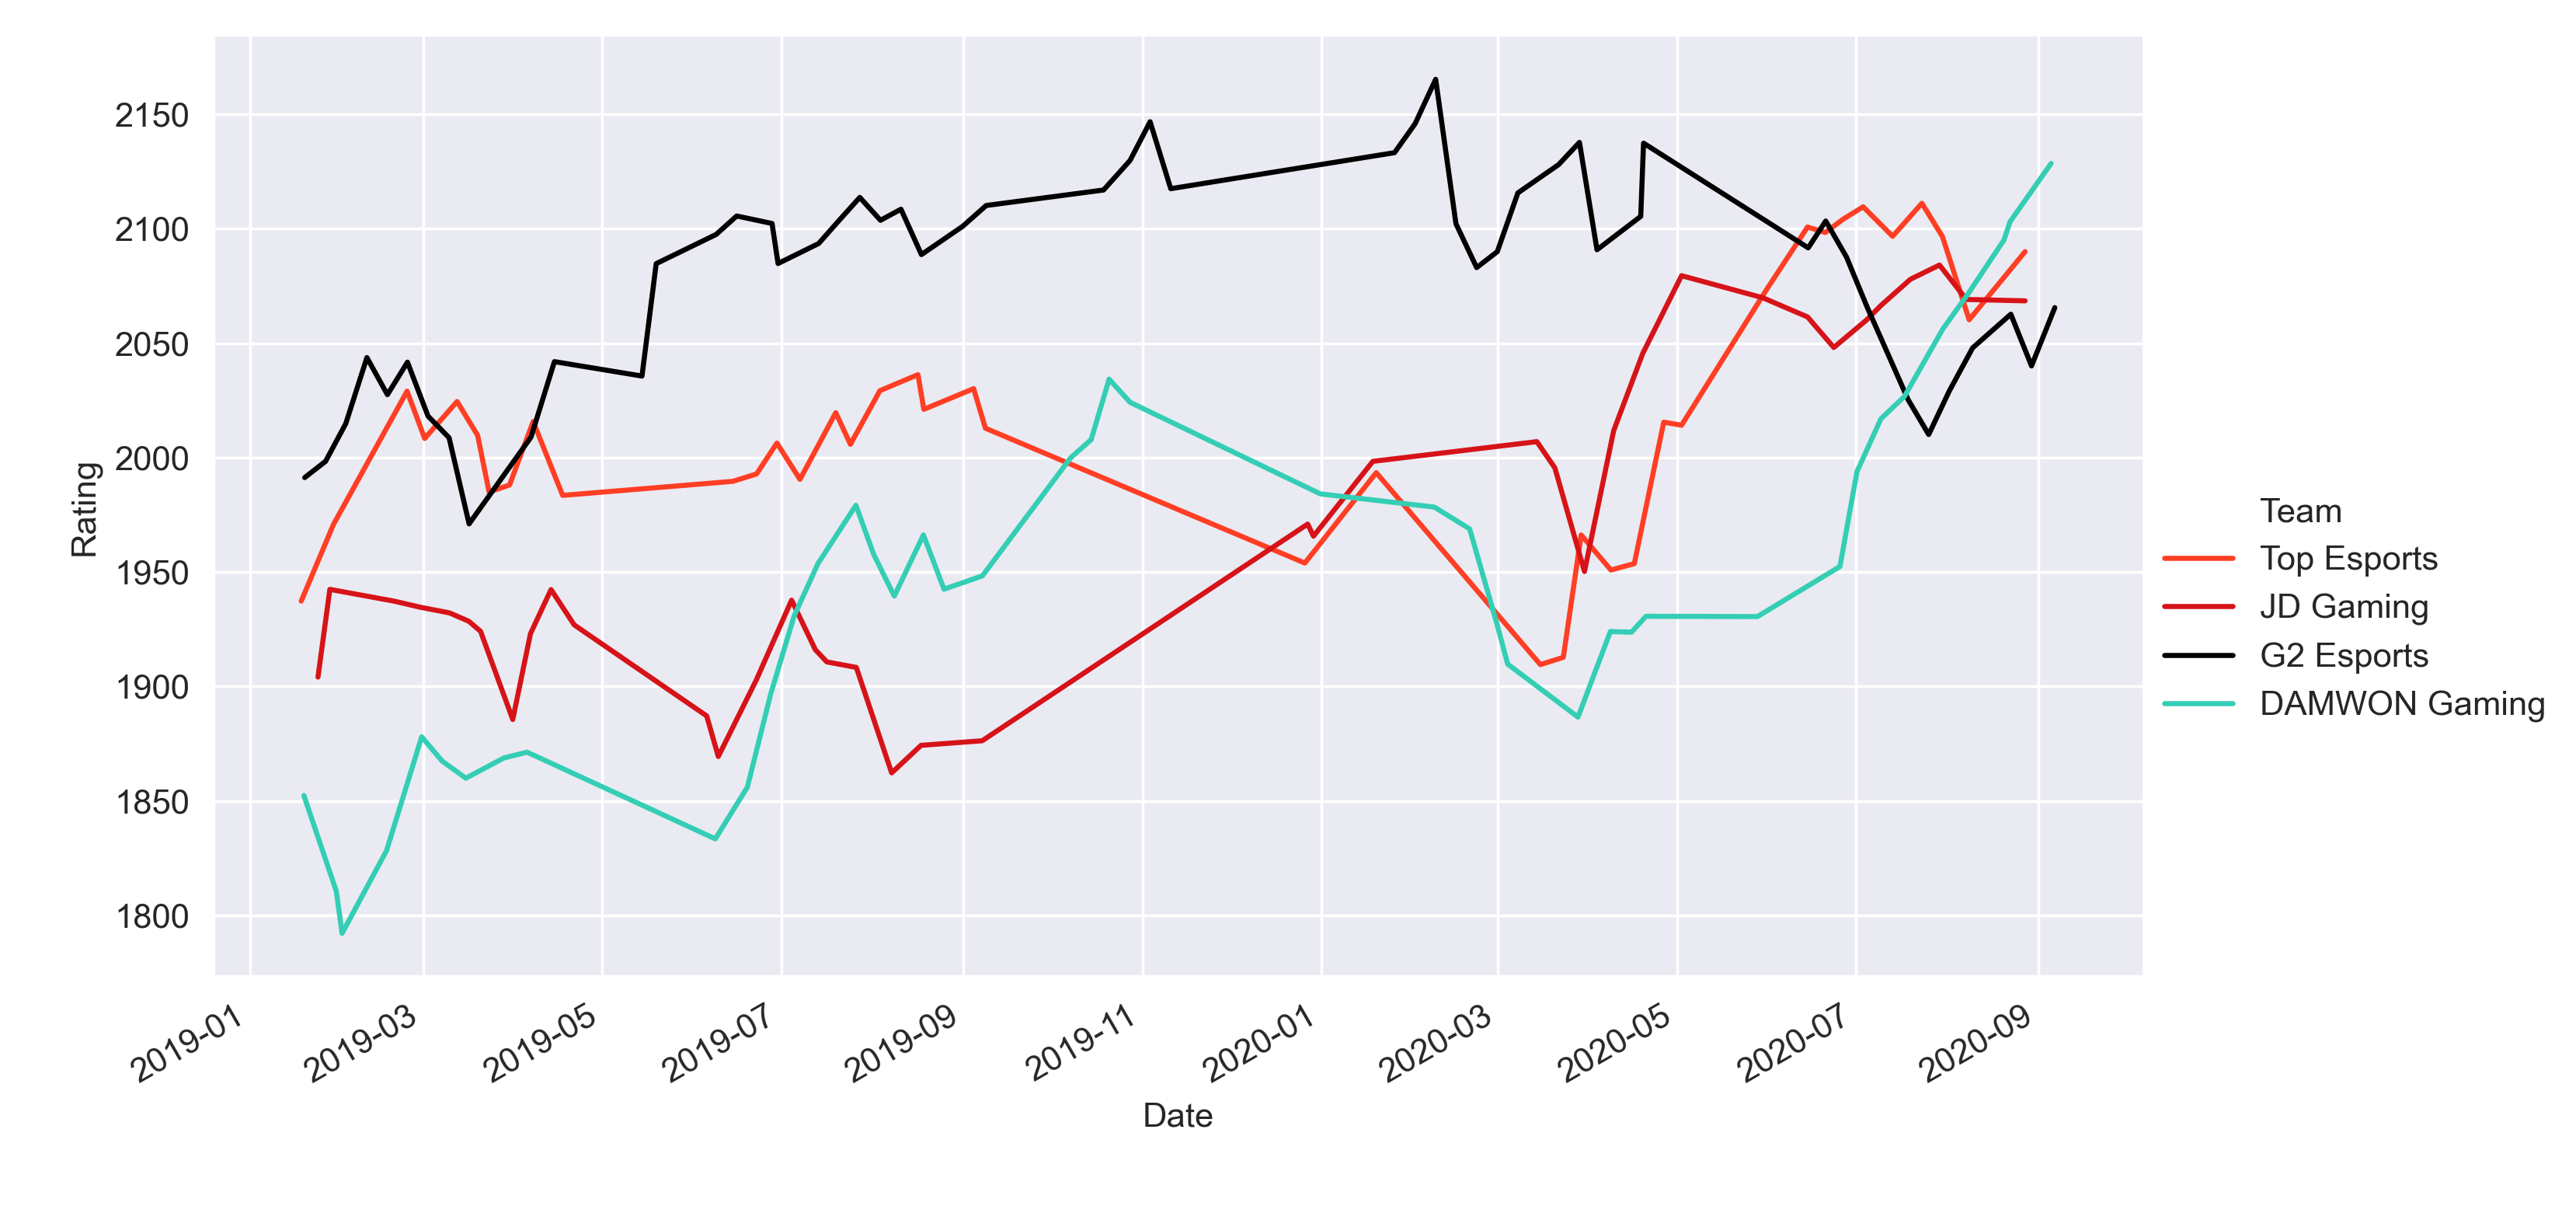 2150
2100
2050
2000
1950
1900
1850
1800
Rating
2019-01
2019-03
2019-05
2019-07
2019-09
2019-11
2020-01
2020-03
2020-05
2020-07
2020-09
Date
Team
Top Esports
JD Gaming
G2 Esports
DAMWON Gaming